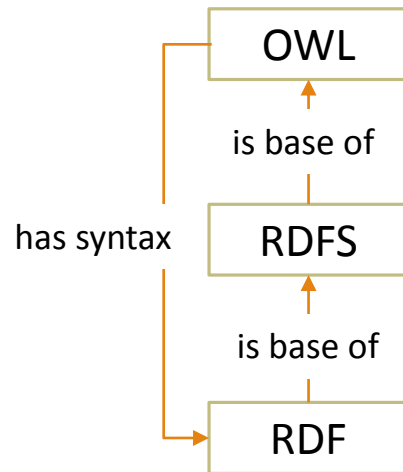 OWL
is base of
has syntax
RDFS
is base of
RDF